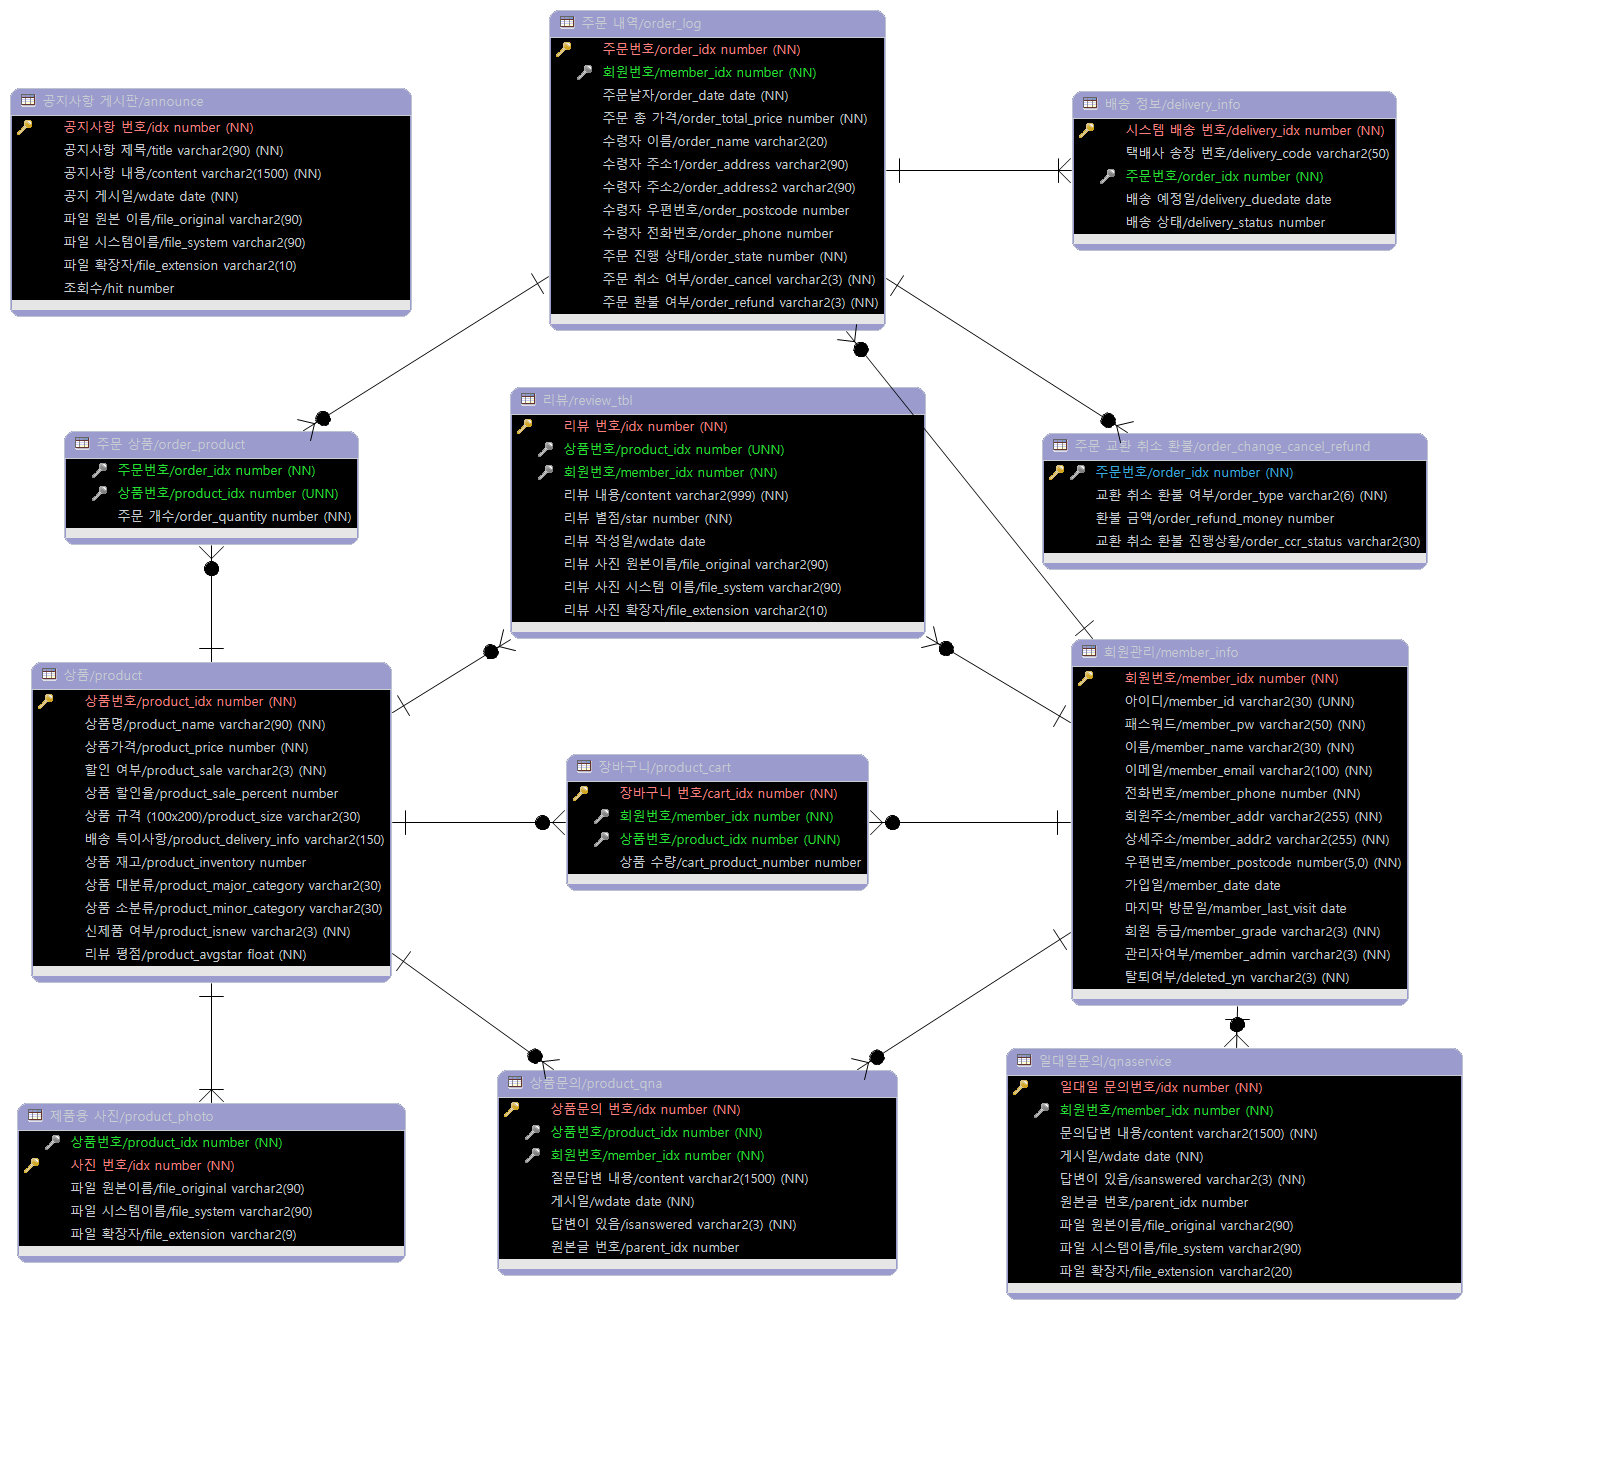 주문 내역/order_log
주문번호/order_idx number (NN)
회원번호/member_idx number (NN)
주문날자/order_date date (NN)
주문 총 가격/order_total_price number (NN)
수령자 이름/order_name varchar2(20)
수령자 주소1/order_address varchar2(90)
수령자 주소2/order_address2 varchar2(90)
수령자 우편번호/order_postcode number
수령자 전화번호/order_phone number
주문 진행 상태/order_state number (NN)
주문 취소 여부/order_cancel varchar2(3) (NN)
주문 환불 여부/order_refund varchar2(3) (NN)
공지사항 게시판/announce
공지사항 번호/idx number (NN)
공지사항 제목/title varchar2(90) (NN)
공지사항 내용/content varchar2(1500) (NN)
공지 게시일/wdate date (NN)
파일 원본 이름/file_original varchar2(90)
파일 시스템이름/file_system varchar2(90)
파일 확장자/file_extension varchar2(10)
조회수/hit number
배송 정보/delivery_info
시스템 배송 번호/delivery_idx number (NN)
택배사 송장 번호/delivery_code varchar2(50)
주문번호/order_idx number (NN)
배송 예정일/delivery_duedate date
배송 상태/delivery_status number
리뷰/review_tbl
리뷰 번호/idx number (NN)
상품번호/product_idx number (UNN)
회원번호/member_idx number (NN)
리뷰 내용/content varchar2(999) (NN)
리뷰 별점/star number (NN)
리뷰 작성일/wdate date
리뷰 사진 원본이름/file_original varchar2(90)
리뷰 사진 시스템 이름/file_system varchar2(90)
리뷰 사진 확장자/file_extension varchar2(10)
주문 상품/order_product
주문번호/order_idx number (NN)
상품번호/product_idx number (UNN)
주문 개수/order_quantity number (NN)
주문 교환 취소 환불/order_change_cancel_refund
주문번호/order_idx number (NN)
교환 취소 환불 여부/order_type varchar2(6) (NN)
환불 금액/order_refund_money number
교환 취소 환불 진행상황/order_ccr_status varchar2(30)
상품/product
상품번호/product_idx number (NN)
상품명/product_name varchar2(90) (NN)
상품가격/product_price number (NN)
할인 여부/product_sale varchar2(3) (NN)
상품 할인율/product_sale_percent number
상품 규격 (100x200)/product_size varchar2(30)
배송 특이사항/product_delivery_info varchar2(150)
상품 재고/product_inventory number
상품 대분류/product_major_category varchar2(30)
상품 소분류/product_minor_category varchar2(30)
신제품 여부/product_isnew varchar2(3) (NN)
리뷰 평점/product_avgstar float (NN)
장바구니/product_cart
장바구니 번호/cart_idx number (NN)
회원번호/member_idx number (NN)
상품번호/product_idx number (UNN)
상품 수량/cart_product_number number
회원관리/member_info
회원번호/member_idx number (NN)
아이디/member_id varchar2(30) (UNN)
패스워드/member_pw varchar2(50) (NN)
이름/member_name varchar2(30) (NN)
이메일/member_email varchar2(100) (NN)
전화번호/member_phone number (NN)
회원주소/member_addr varchar2(255) (NN)
상세주소/member_addr2 varchar2(255) (NN)
우편번호/member_postcode number(5,0) (NN)
가입일/member_date date
마지막 방문일/mamber_last_visit date
회원 등급/member_grade varchar2(3) (NN)
관리자여부/member_admin varchar2(3) (NN)
탈퇴여부/deleted_yn varchar2(3) (NN)
제품용 사진/product_photo
상품번호/product_idx number (NN)
사진 번호/idx number (NN)
파일 원본이름/file_original varchar2(90)
파일 시스템이름/file_system varchar2(90)
파일 확장자/file_extension varchar2(9)
상품문의/product_qna
상품문의 번호/idx number (NN)
상품번호/product_idx number (NN)
회원번호/member_idx number (NN)
질문답변 내용/content varchar2(1500) (NN)
게시일/wdate date (NN)
답변이 있음/isanswered varchar2(3) (NN)
원본글 번호/parent_idx number
일대일문의/qnaservice
일대일 문의번호/idx number (NN)
회원번호/member_idx number (NN)
문의답변 내용/content varchar2(1500) (NN)
게시일/wdate date (NN)
답변이 있음/isanswered varchar2(3) (NN)
원본글 번호/parent_idx number
파일 원본이름/file_original varchar2(90)
파일 시스템이름/file_system varchar2(90)
파일 확장자/file_extension varchar2(20)